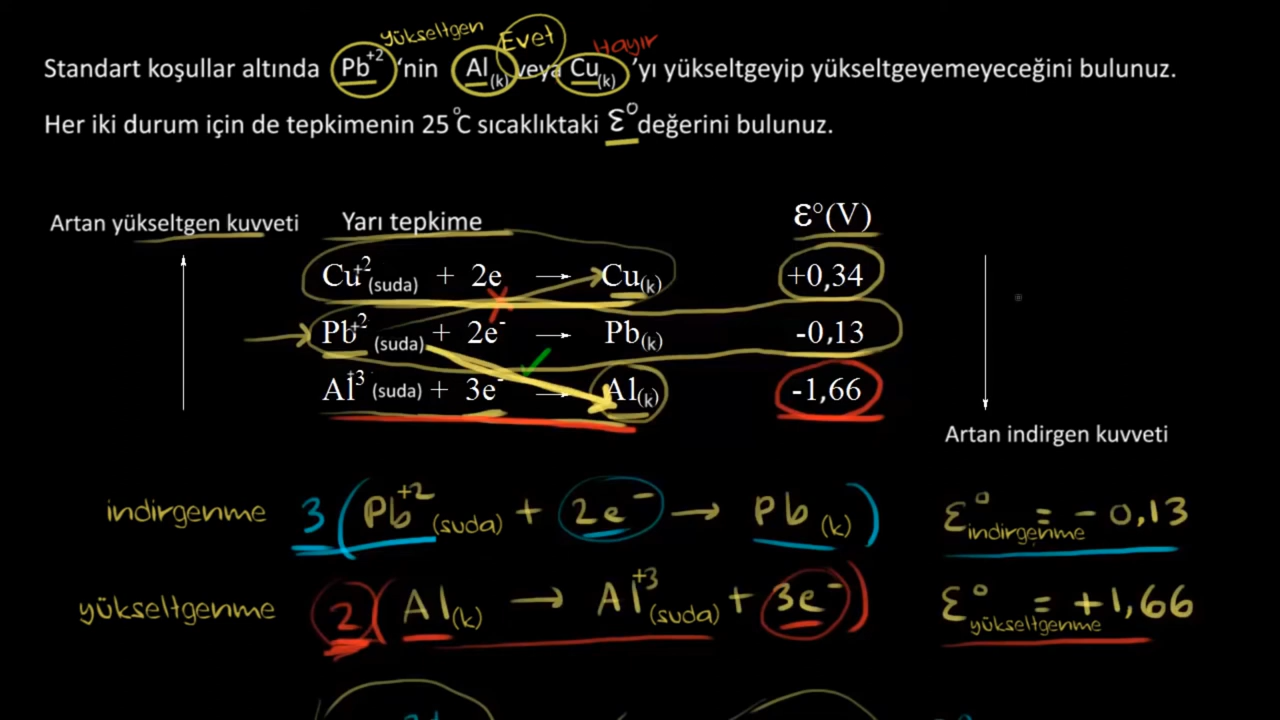 yükseltgen Evet Hayır
Standart koşullar altında Pb+2 'nin Al(k) veya Cu(k) 'yı yükseltgeyip yükseltgeyemeyeceğini bulunuz.
Her iki durum için de tepkimenin 25°C sıcaklıktaki Ɛ° değerini bulunuz.
Artan yükseltgen kuvveti Yarı tepkime Ɛ°(V)
Cu+2(suda) + 2e → Cu(k) +0,34
Pb+2(suda) + 2e- → Pb(k) -0,13
Al+3(suda) + 3e- → Al(k) -1,66
Artan indirgen kuvveti
indirgenme 3(Pb+2(suda) + 2e- → Pb(k)) Ɛ°indirgenme = -0,13
yükseltgenme 2(Al(k) → Al+3(suda) + 3e-) Ɛ°yükseltgenme = +1,66